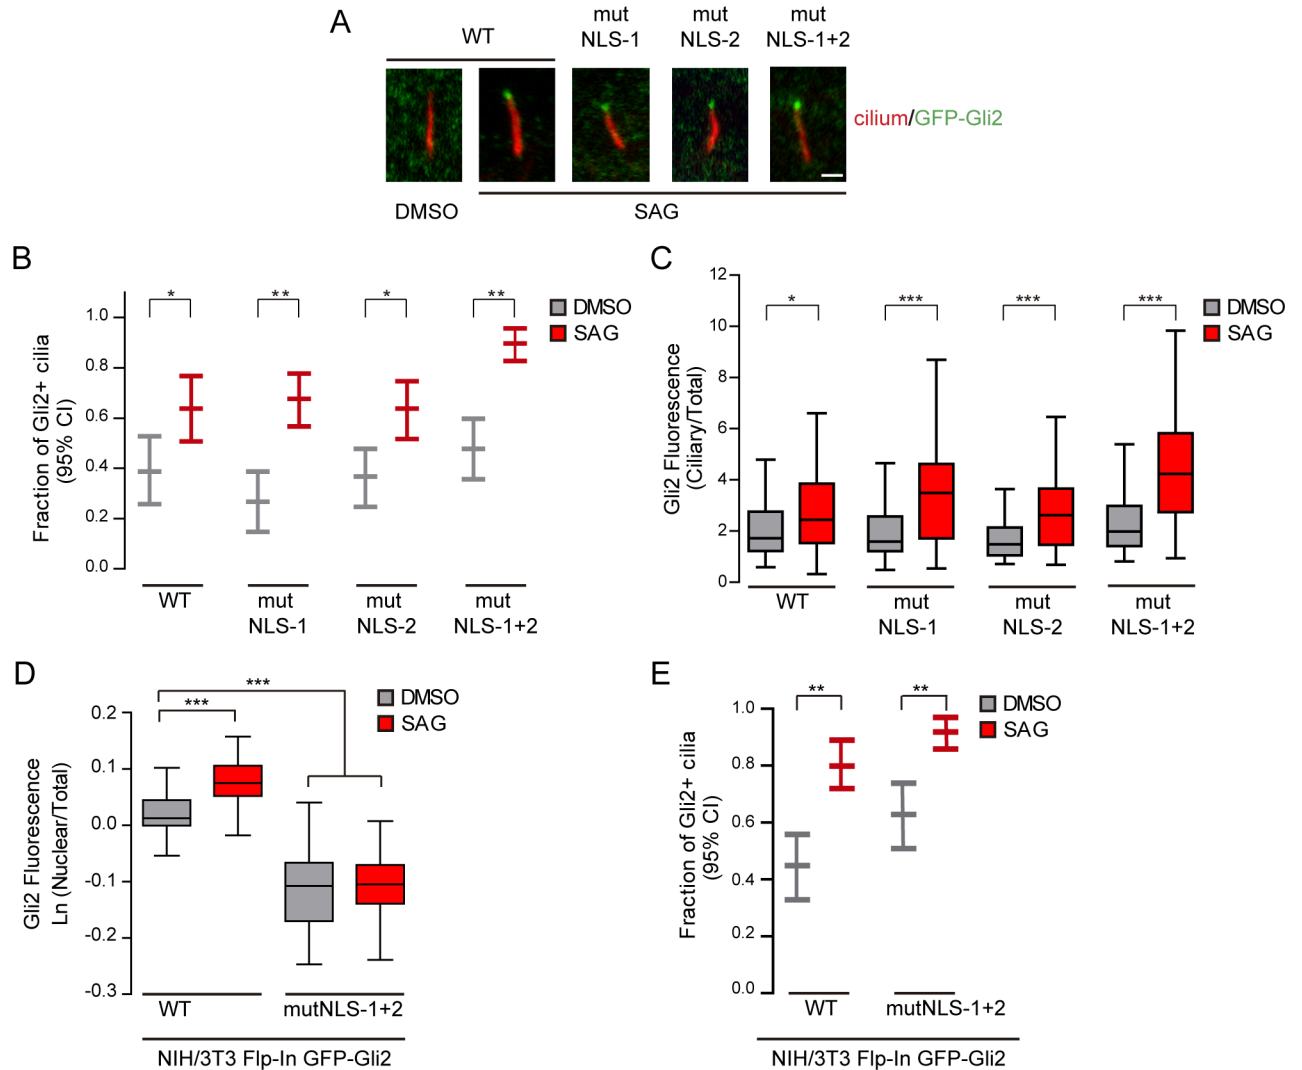 A
WT
mut
NLS-1
mut
NLS-2
mut
NLS-1+2
cilium/GFP-Gli2
DMSO
SAG
B
Fraction of Gli2+ cilia
(95% CI)
1.0
0.8
0.6
0.4
0.2
0.0
*
**
*
**
DMSO
SAG
WT
mut
NLS-1
mut
NLS-2
mut
NLS-1+2
C
Gli2 Fluorescence
(Ciliary/Total)
12
10
8
6
4
2
0
*
***
***
***
DMSO
SAG
WT
mut
NLS-1
mut
NLS-2
mut
NLS-1+2
D
Gli2 Fluorescence
Ln (Nuclear/Total)
0.2
0.1
0.0
-0.1
-0.2
-0.3
***
***
DMSO
SAG
WT
mutNLS-1+2
NIH/3T3 Flp-In GFP-Gli2
E
Fraction of Gli2+ cilia
(95% CI)
1.0
0.8
0.6
0.4
0.2
0.0
**
**
DMSO
SAG
WT
mutNLS-1+2
NIH/3T3 Flp-In GFP-Gli2